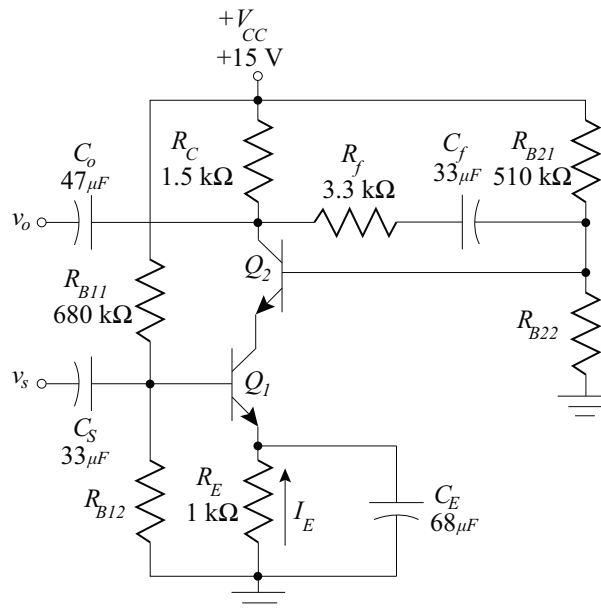 +V_CC
+15 V
C_o
47µF
R_C
1.5 kΩ
R_f
3.3 kΩ
C_f
33µF
R_B21
510 kΩ
v_o
Q_2
R_B11
680 kΩ
R_B22
v_s
Q_1
C_S
33µF
R_B12
R_E
1 kΩ
I_E
C_E
68µF